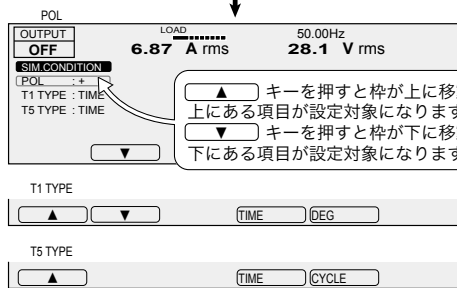 POL
OUTPUT
OFF
LOAD
6.87 A rms
50.00Hz
28.1 V rms
SIM.CONDITION
POL : +
T1 TYPE : TIME
T5 TYPE : TIME
▲ キーを押すと枠が上に移
上にある項目が設定対象になります
▼ キーを押すと枠が下に移
下にある項目が設定対象になります
▼
T1 TYPE
▲ ▼ TIME DEG
T5 TYPE
▲ TIME CYCLE